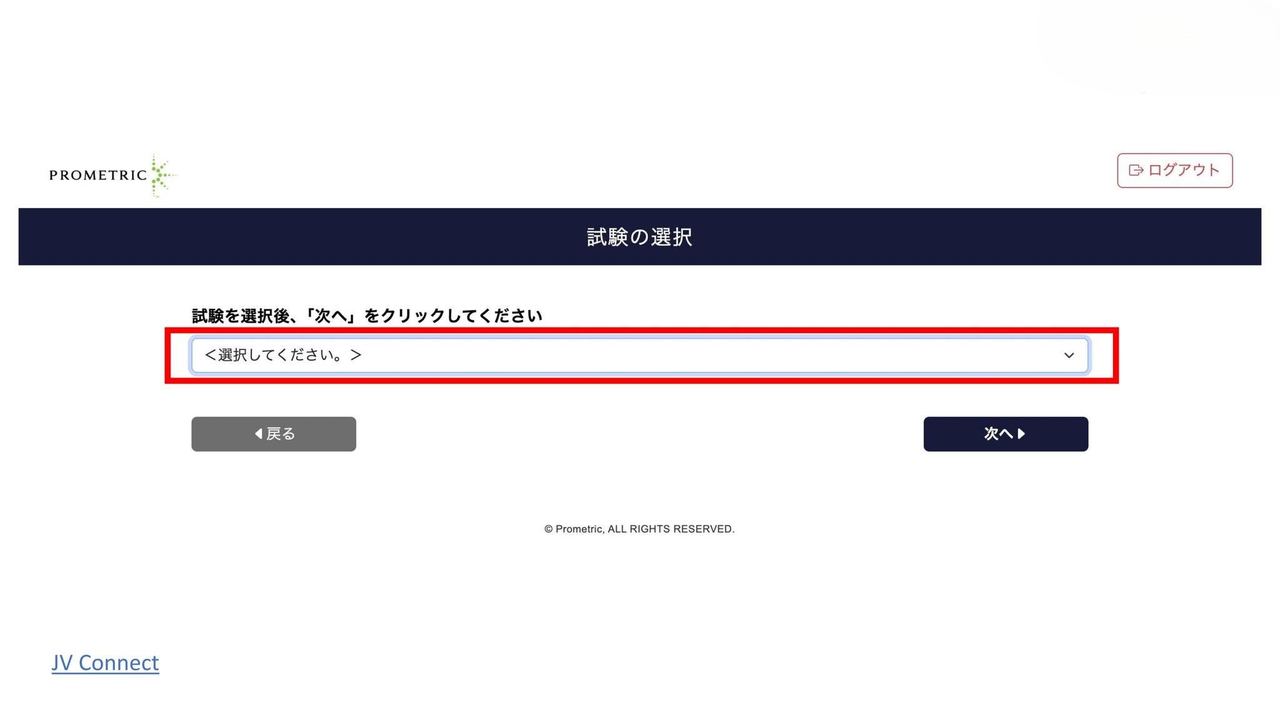 PROMETRIC
ログアウト
試験の選択
試験を選択後、「次へ」をクリックしてください
＜選択してください。＞
戻る
次へ
© Prometric, ALL RIGHTS RESERVED.
JV Connect